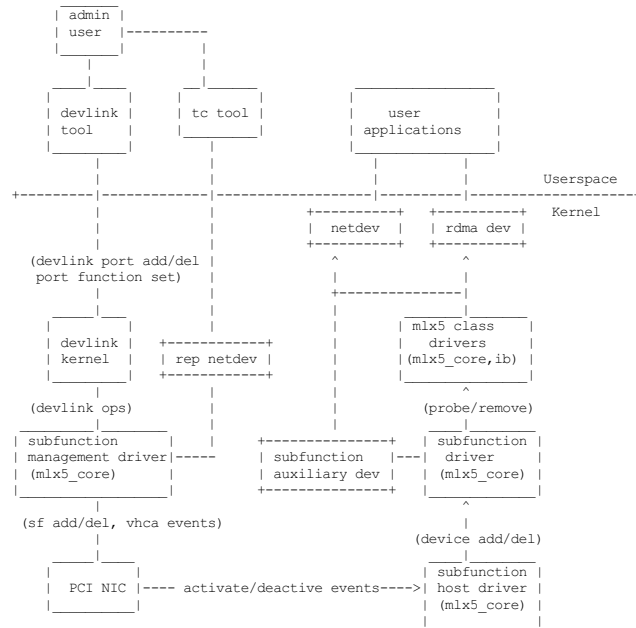 admin
user
devlink
tool
tc tool
user
applications
Userspace
Kernel
netdev
rdma dev
(devlink port add/del
port function set)
devlink
kernel
rep netdev
mlx5 class
drivers
(mlx5_core,ib)
(devlink ops)
(probe/remove)
subfunction
management driver
(mlx5_core)
subfunction
auxiliary dev
subfunction
driver
(mlx5_core)
(sf add/del, vhca events)
(device add/del)
PCI NIC
activate/deactive events
subfunction
host driver
(mlx5_core)